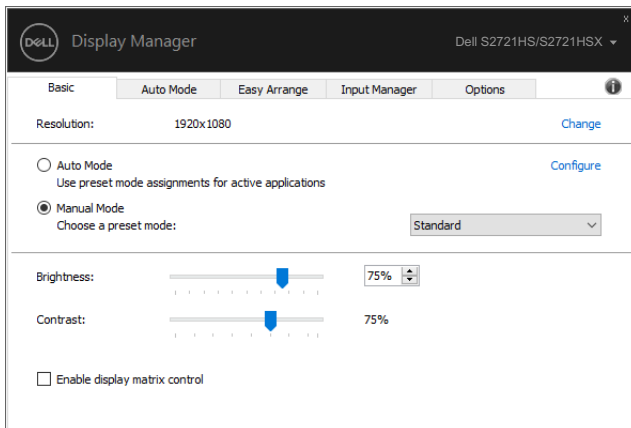 x
DELL Display Manager Dell S2721HS/S2721HSX
Basic Auto Mode Easy Arrange Input Manager Options i
Resolution: 1920x1080 Change
Auto Mode Configure
Use preset mode assignments for active applications
Manual Mode
Choose a preset mode: Standard
Brightness: 75%
Contrast: 75%
Enable display matrix control